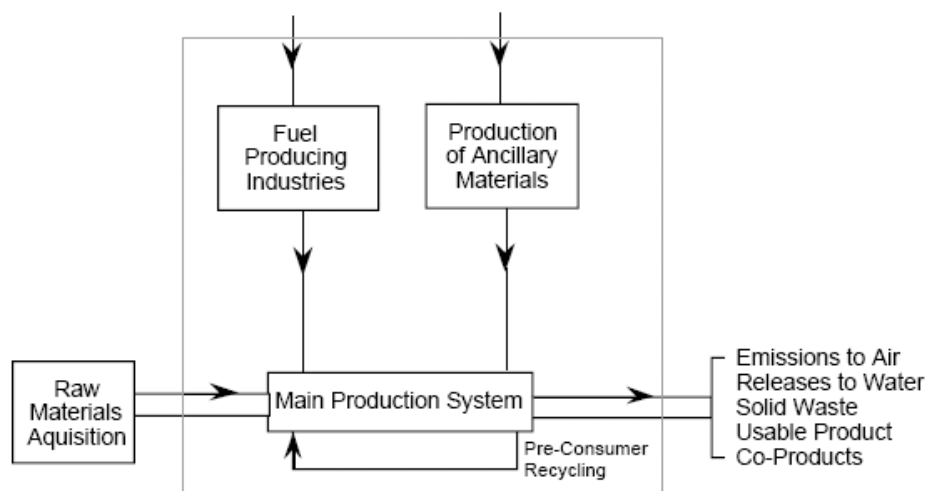 Fuel
Producing
Industries
Production
of Ancillary
Materials
Raw
Materials
Aquisition
Main Production System
Pre-Consumer
Recycling
Emissions to Air
Releases to Water
Solid Waste
Usable Product
Co-Products